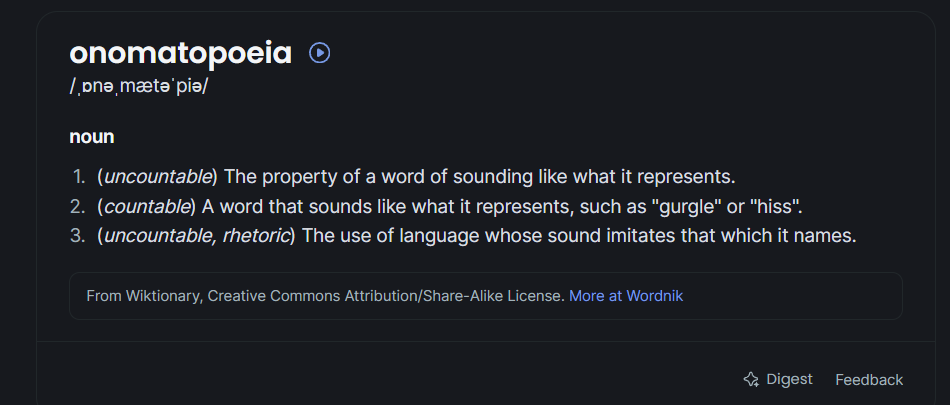 onomatopoeia
/ˌɒnəˌmætəˈpiə/
noun
1. (uncountable) The property of a word of sounding like what it represents.
2. (countable) A word that sounds like what it represents, such as "gurgle" or "hiss".
3. (uncountable, rhetoric) The use of language whose sound imitates that which it names.
From Wiktionary, Creative Commons Attribution/Share-Alike License. More at Wordnik
Digest Feedback